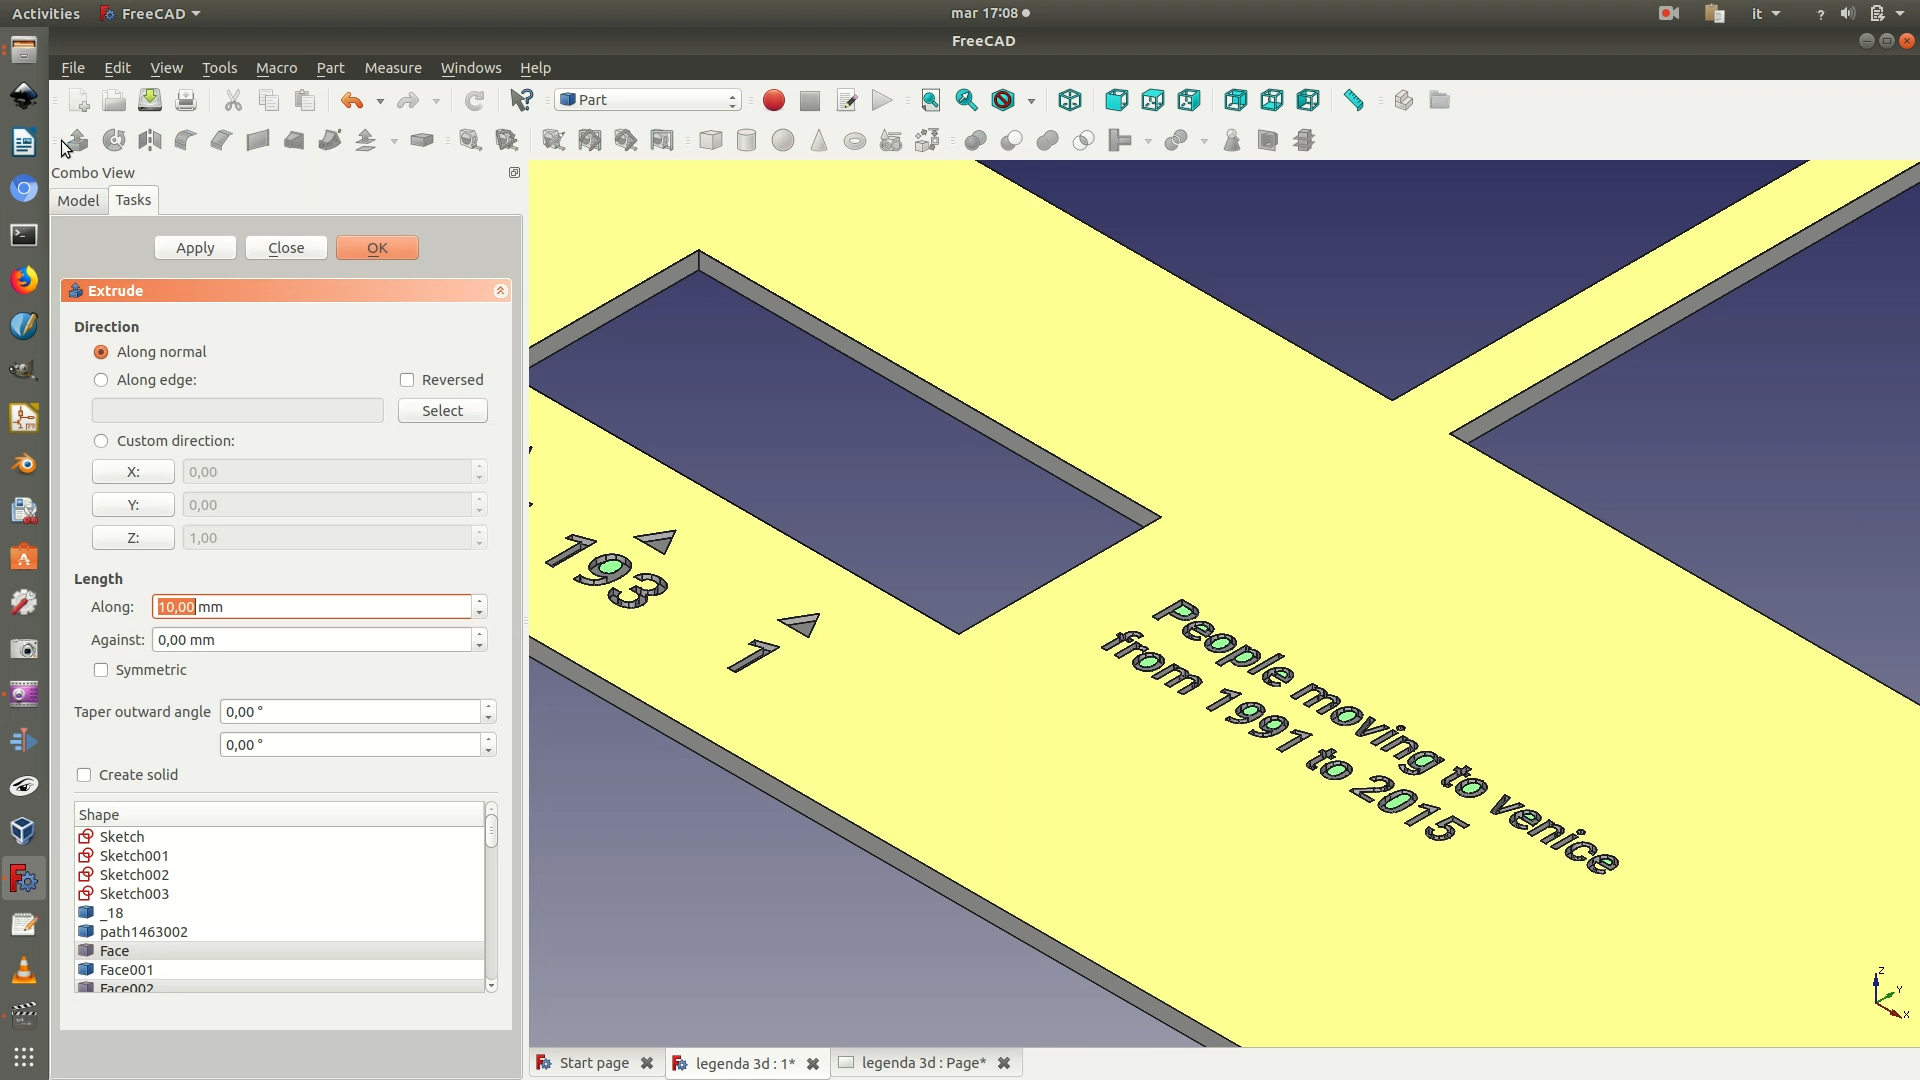 Activities FreeCAD mar 17:08 it ?
FreeCAD
File Edit View Tools Macro Part Measure Windows Help
Part
Combo View
Model Tasks
Apply Close OK
Extrude
Direction
Along normal
Along edge: Reversed
Select
Custom direction:
X: 0,00
Y: 0,00
Z: 1,00
Length
Along: 10,00 mm
Against: 0,00 mm
Symmetric
Taper outward angle 0,00 °
0,00 °
Create solid
Shape
Sketch
Sketch001
Sketch002
Sketch003
_18
path1463002
Face
Face001
Face002
193
1
People moving to venice
from 1991 to 2015
Z
Y
X
Start page legenda 3d : 1* legenda 3d : Page*